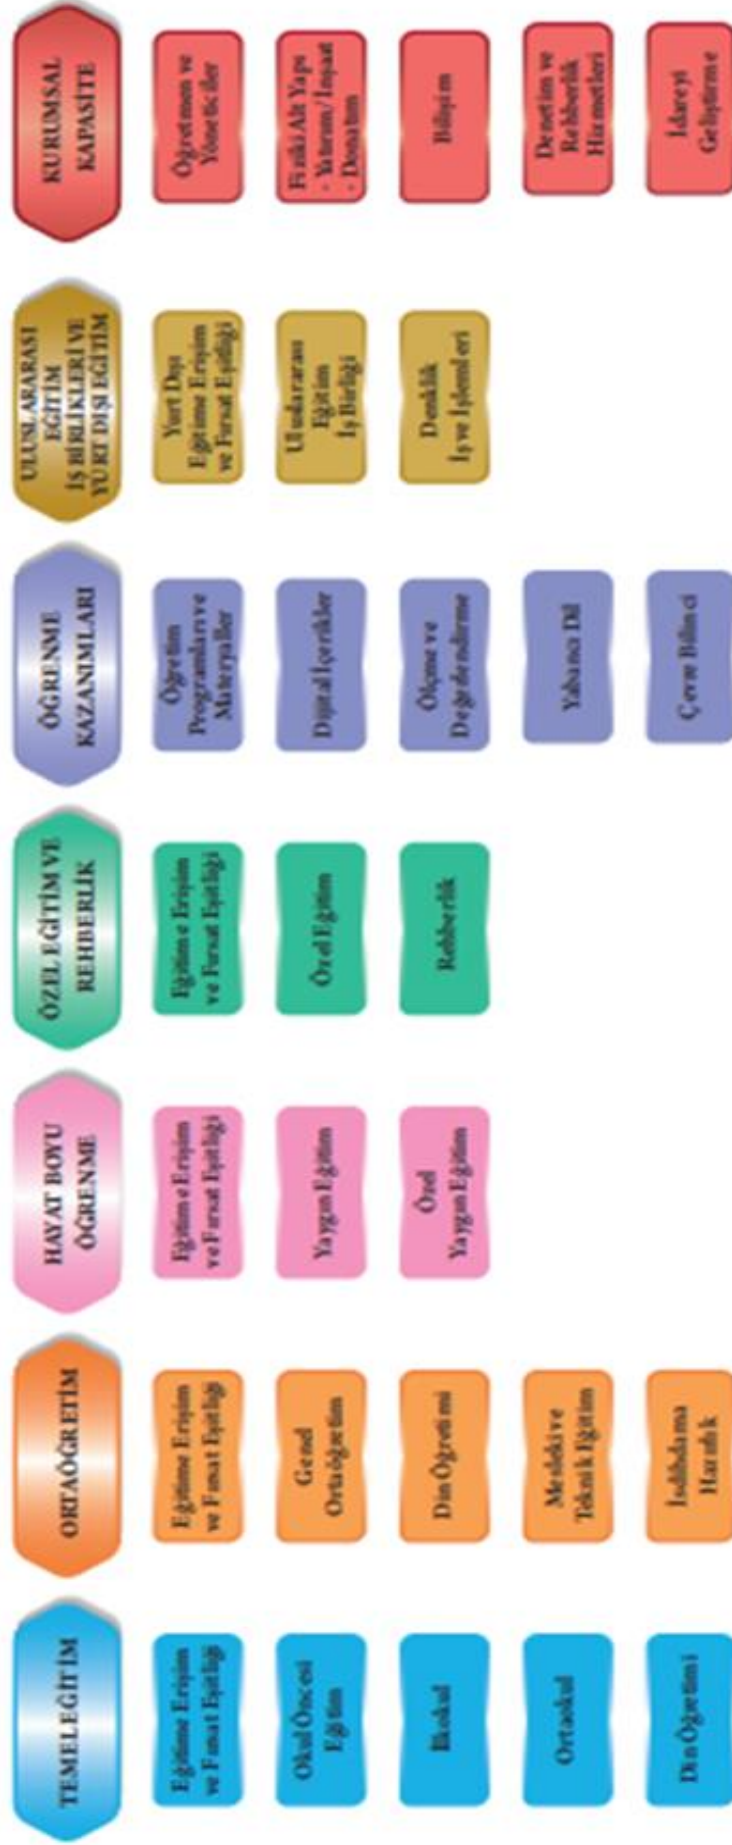 TEMEL EĞİTİM
Eğitime Erişim
ve Fırsat Eşitliği
Okul Öncesi
Eğitim
İlkokul
Ortaokul
Din Öğretimi
ORTAÖĞRETİM
Eğitime Erişim
ve Fırsat Eşitliği
Genel
Ortaöğretim
Din Öğretimi
Mesleki ve
Teknik Eğitim
İstihdama
Hazırlık
HAYAT BOYU
ÖĞRENME
Eğitime Erişim
ve Fırsat Eşitliği
Yaygın Eğitim
Özel
Yaygın Eğitim
ÖZEL EĞİTİM VE
REHBERLİK
Eğitime Erişim
ve Fırsat Eşitliği
Özel Eğitim
Rehberlik
ÖĞRENME
KAZANIMLARI
Öğretim
Programları ve
Materyaller
Dijital İçerikler
Ölçme ve
Değerlendirme
Yabancı Dil
Çevre Bilinci
ULUSLARARASI
EĞİTİM
İŞ BİRLİKLERİ VE
YURT DIŞI EĞİTİM
Yurt Dışı
Eğitime Erişim
ve Fırsat Eşitliği
Uluslararası
Eğitim
İş Birliği
Denklik
İş ve İşlemleri
KURUMSAL
KAPASİTE
Öğretmen ve
Yöneticiler
Fiziki Alt Yapı
- Yatırım/ İnşaat
- Donatım
Bilişim
Denetim ve
Rehberlik
Hizmetleri
İdareyi
Geliştirme